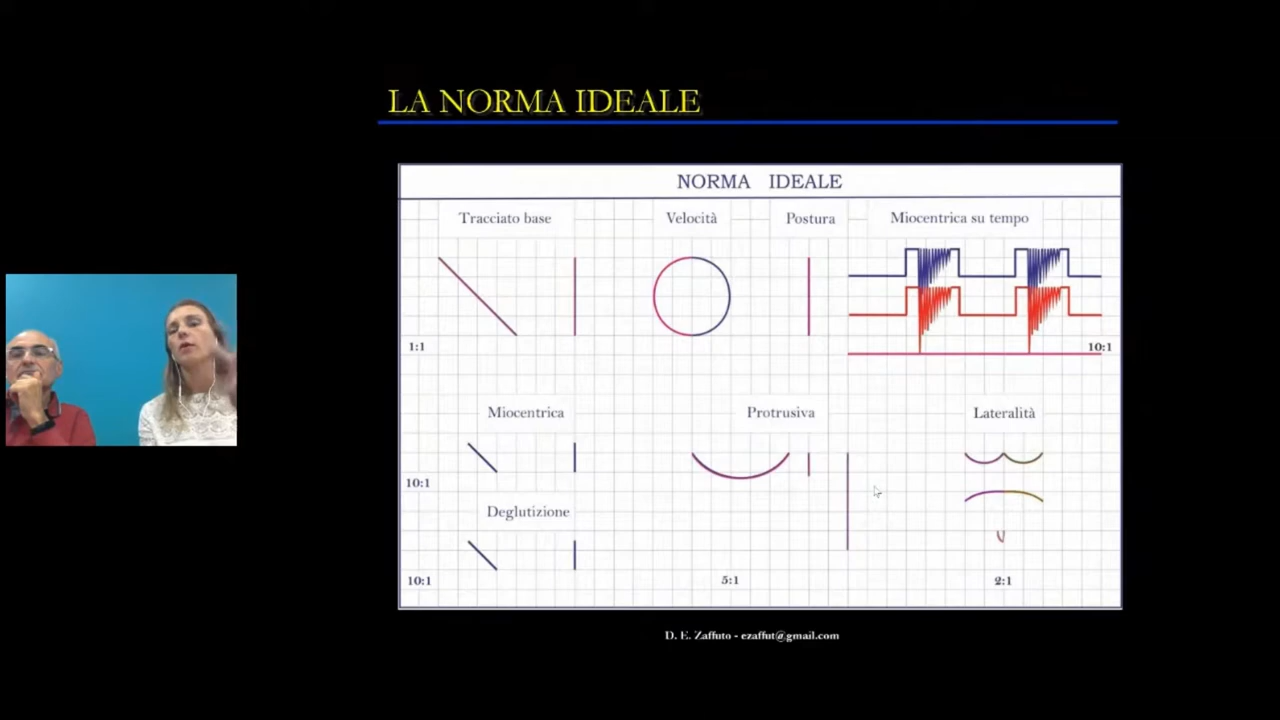 LA NORMA IDEALE
NORMA IDEALE
Tracciato base
Velocità
Postura
Miocentrica su tempo
1:1
10:1
Miocentrica
Protrusiva
Lateralità
10:1
Deglutizione
10:1
5:1
2:1
D. E. Zaffuto - ezaffut@gmail.com